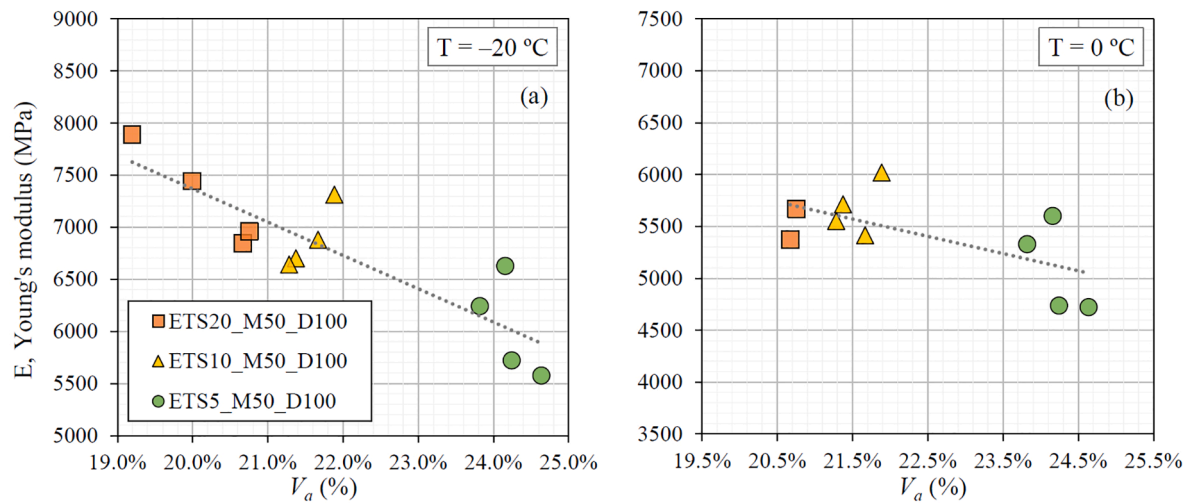 E, Young's modulus (MPa)
9000
8500
8000
7500
7000
6500
6000
5500
5000
T = –20 ºC
(a)
ETS20_M50_D100
ETS10_M50_D100
ETS5_M50_D100
19.0% 20.0% 21.0% 22.0% 23.0% 24.0% 25.0%
Va (%)
7500
7000
6500
6000
5500
5000
4500
4000
3500
T = 0 ºC
(b)
19.5% 20.5% 21.5% 22.5% 23.5% 24.5% 25.5%
Va (%)